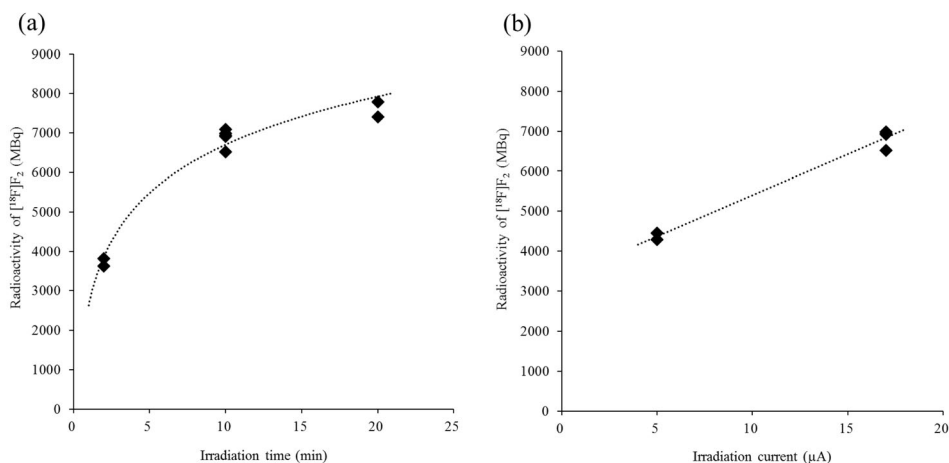 (a)
9000
8000
7000
6000
5000
4000
3000
2000
1000
0
0 5 10 15 20 25
Radioactivity of [¹⁸F]F₂ (MBq)
Irradiation time (min)
(b)
9000
8000
7000
6000
5000
4000
3000
2000
1000
0
0 5 10 15 20
Radioactivity of [¹⁸F]F₂ (MBq)
Irradiation current (µA)